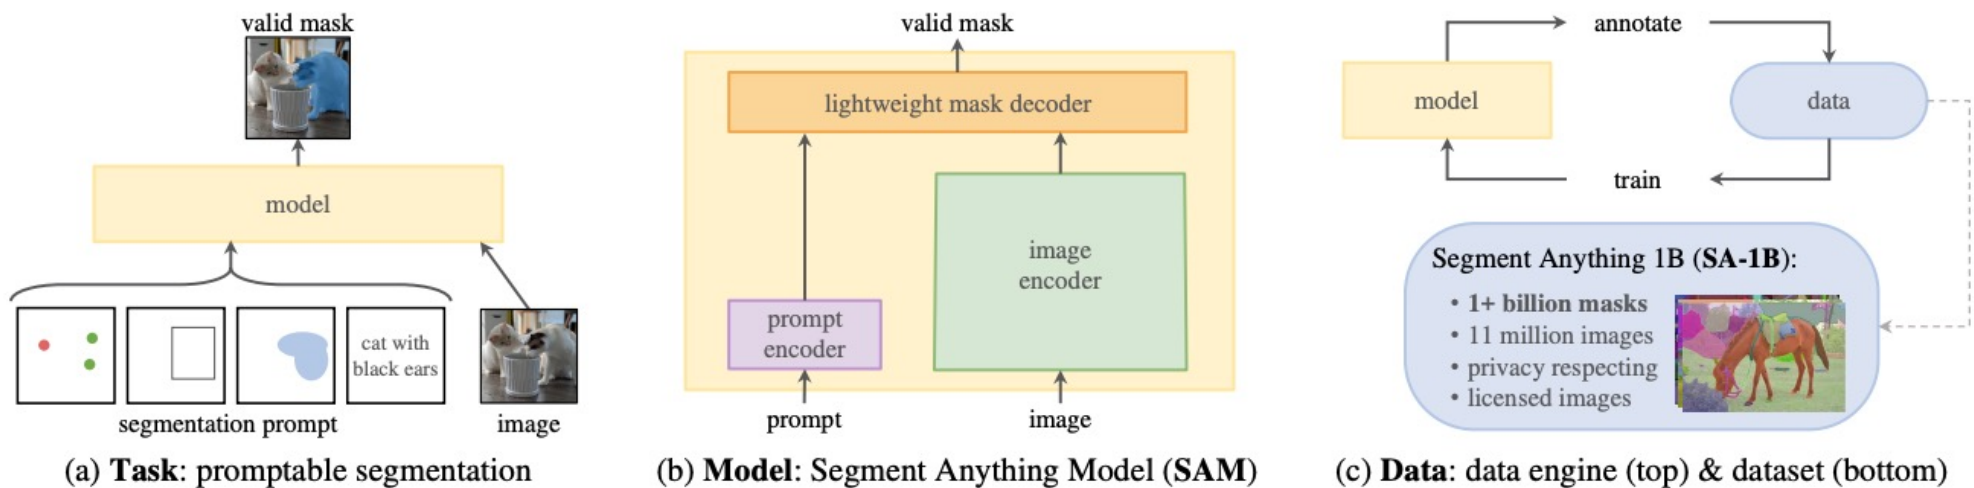 valid mask
model
cat with
black ears
segmentation prompt
image
(a) Task: promptable segmentation
valid mask
lightweight mask decoder
image
encoder
prompt
encoder
prompt
image
(b) Model: Segment Anything Model (SAM)
annotate
model
data
train
Segment Anything 1B (SA-1B):
• 1+ billion masks
• 11 million images
• privacy respecting
• licensed images
(c) Data: data engine (top) & dataset (bottom)